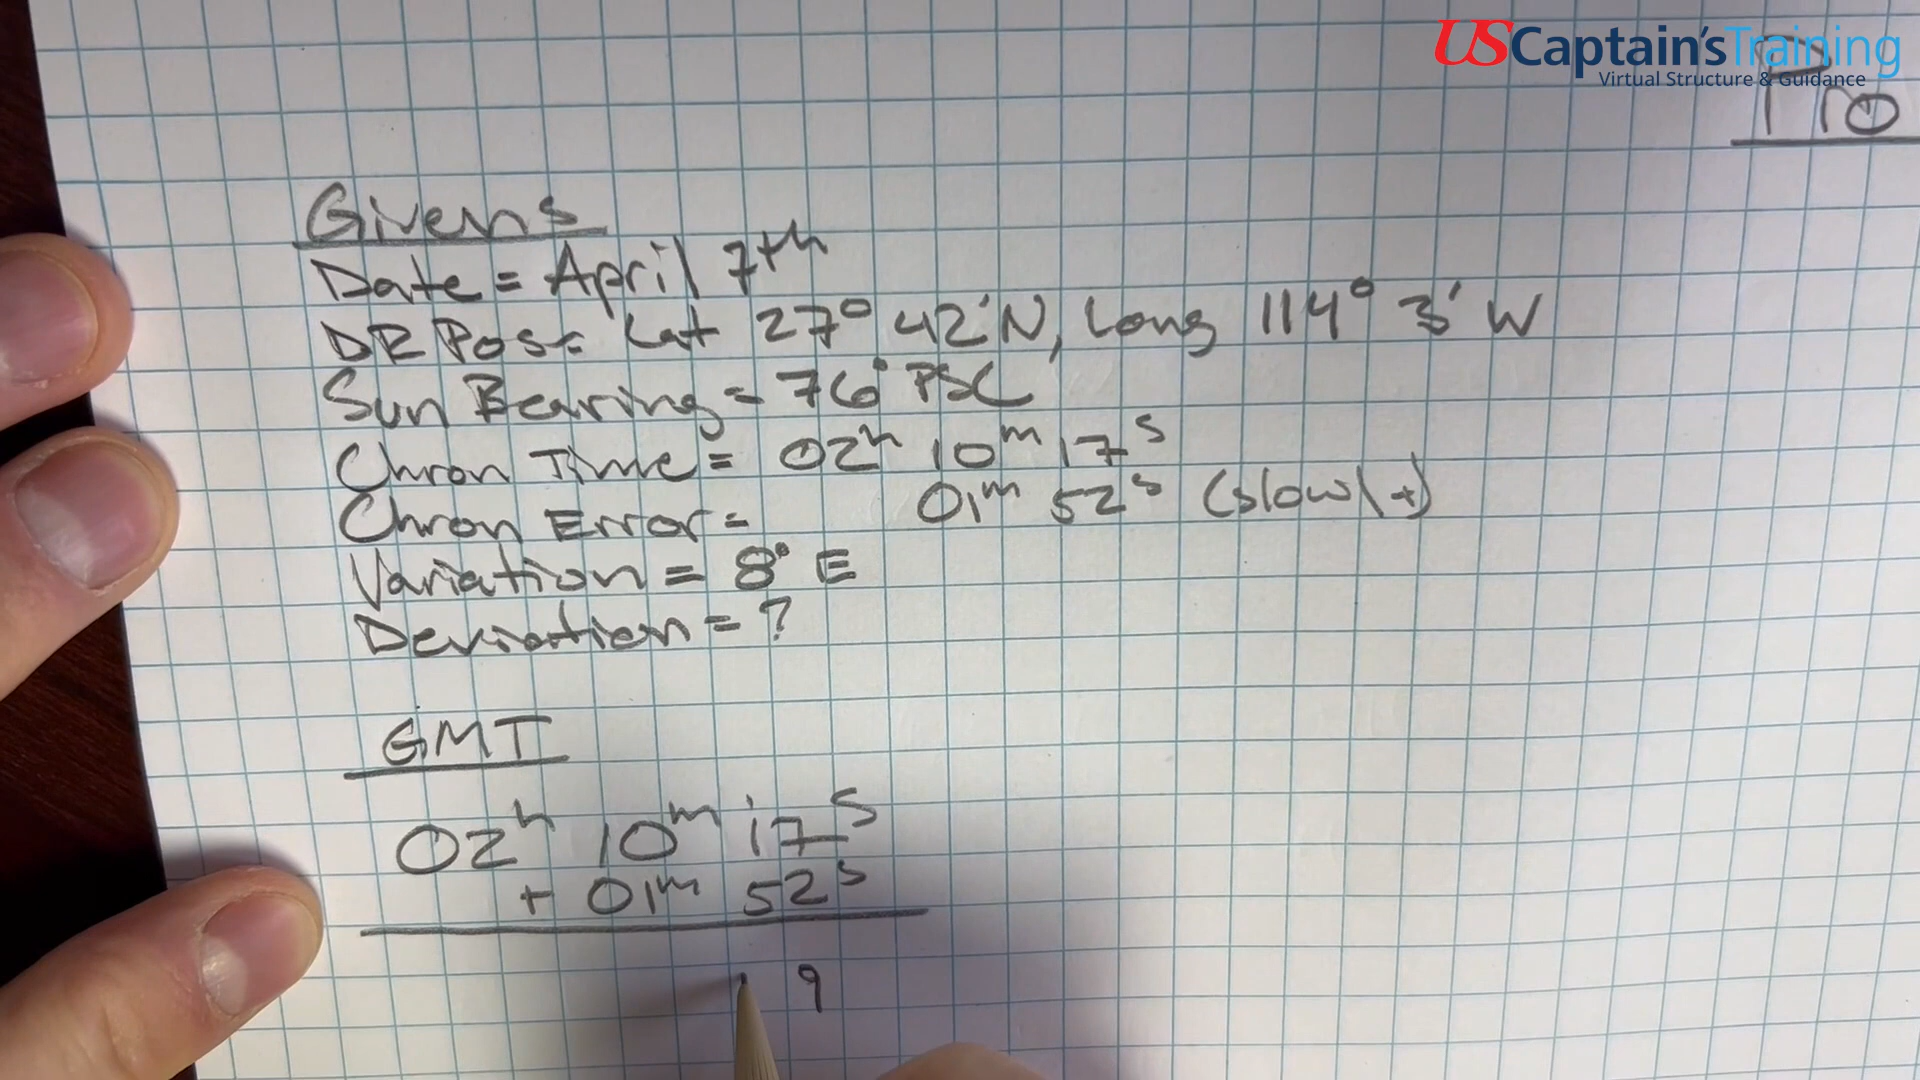 USCaptain'sTraining
Virtual Structure & Guidance
Pro
Givens
Date = April 7th
DR Pos = Lat 27° 42' N, Long 114° 3' W
Sun Bearing = 76° PSC
Chron Time = 02h 10m 17s
Chron Error = 01m 52s (slow \ +)
Variation = 8° E
Deviation = ?
GMT
02h 10m 17s
+ 01m 52s
9